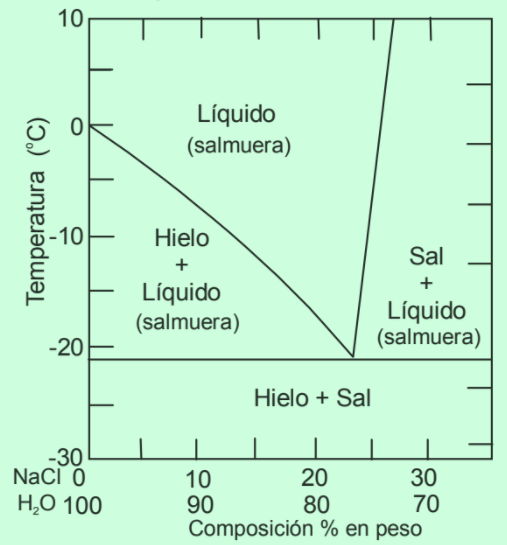 10
0
-10
-20
-30
Temperatura (°C)
Líquido
(salmuera)
Hielo
+
Líquido
(salmuera)
Sal
+
Líquido
(salmuera)
Hielo + Sal
NaCl 0 10 20 30
H₂O 100 90 80 70
Composición % en peso